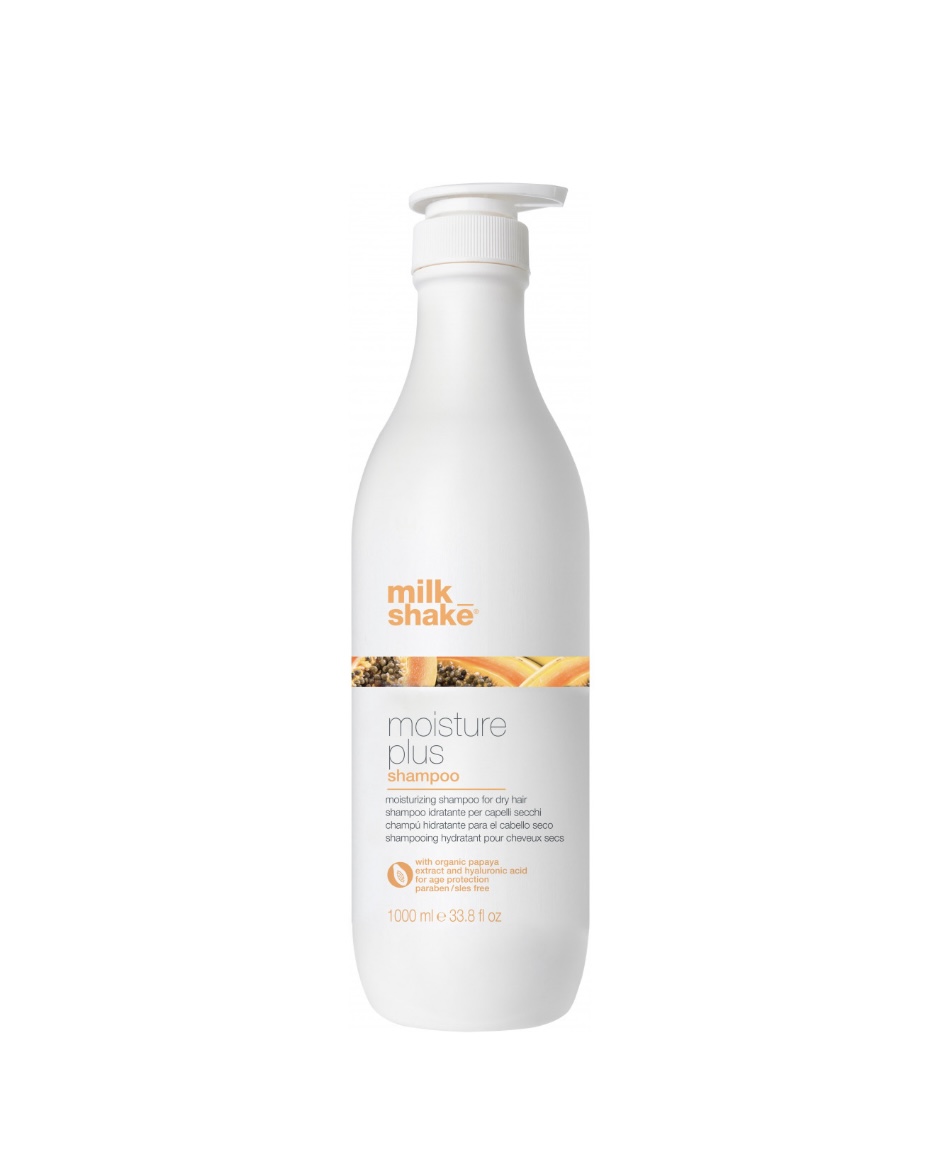 milk_
shakē®
moisture
plus
shampoo
moisturizing shampoo for dry hair
shampoo idratante per capelli secchi
champú hidratante para el cabello seco
shampooing hydratant pour cheveux secs
with organic papaya
extract and hyaluronic acid
for age protection
paraben/sles free
1000 ml ℮ 33.8 fl oz